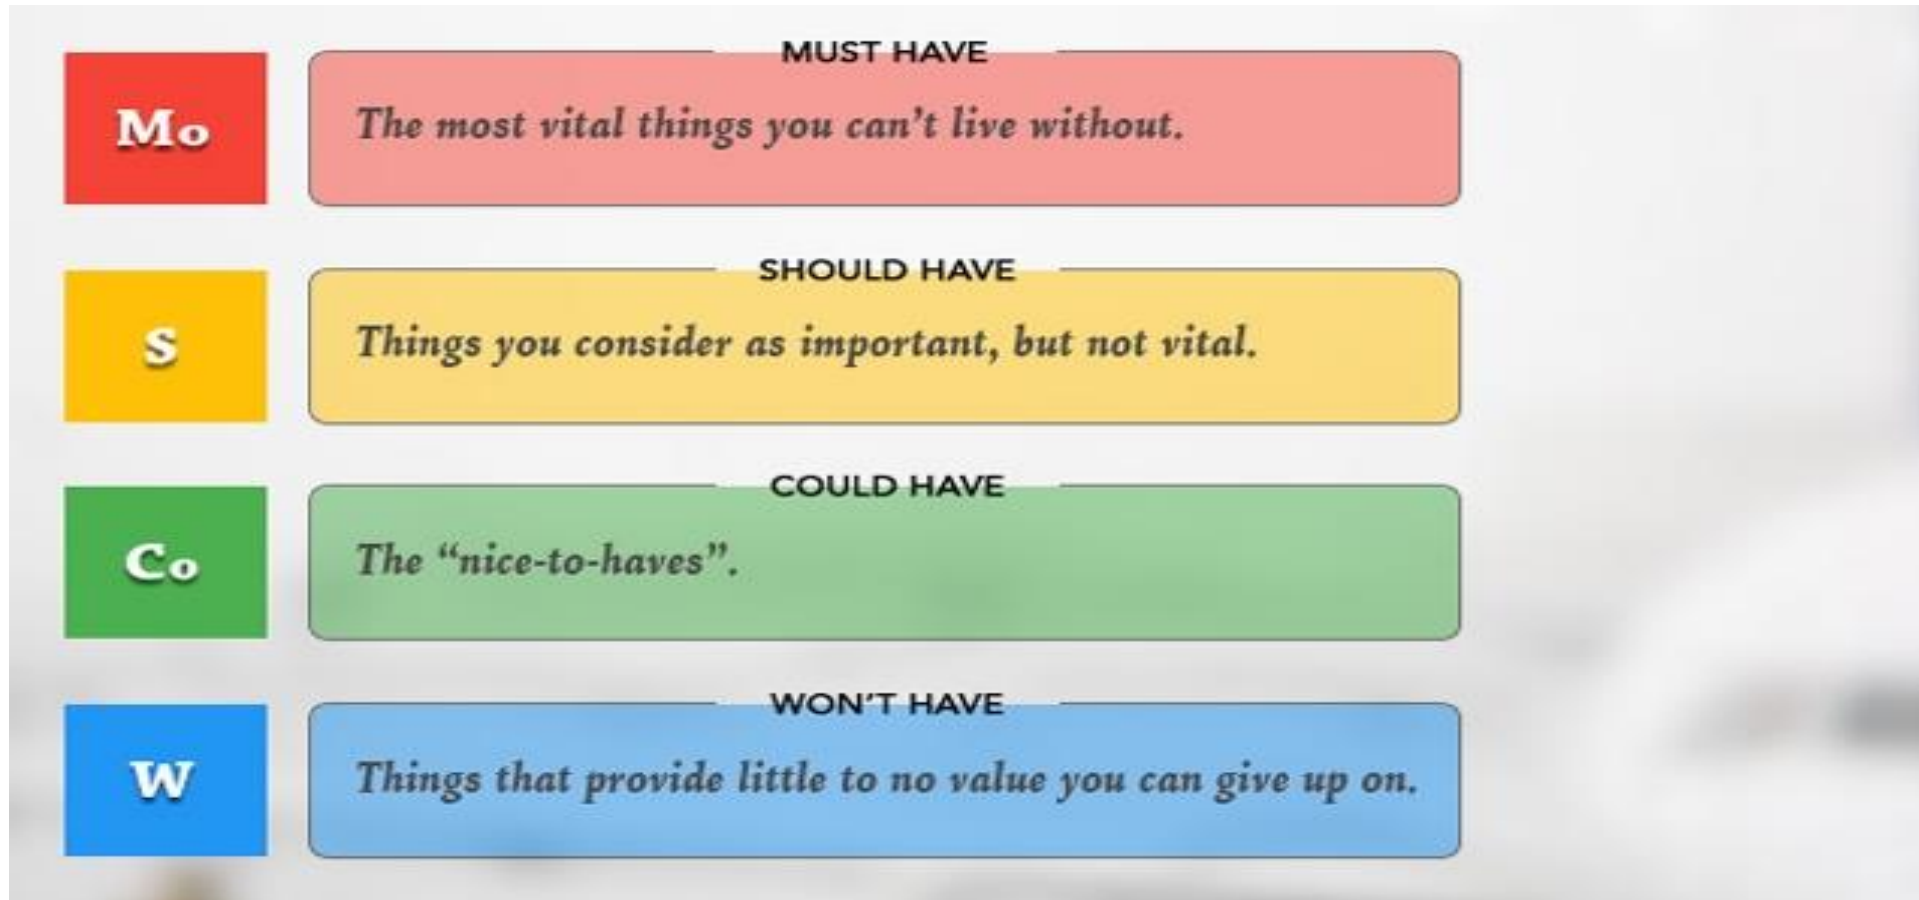 MUST HAVE
Mo
The most vital things you can’t live without.
SHOULD HAVE
S
Things you consider as important, but not vital.
COULD HAVE
Co
The “nice-to-haves”.
WON’T HAVE
W
Things that provide little to no value you can give up on.